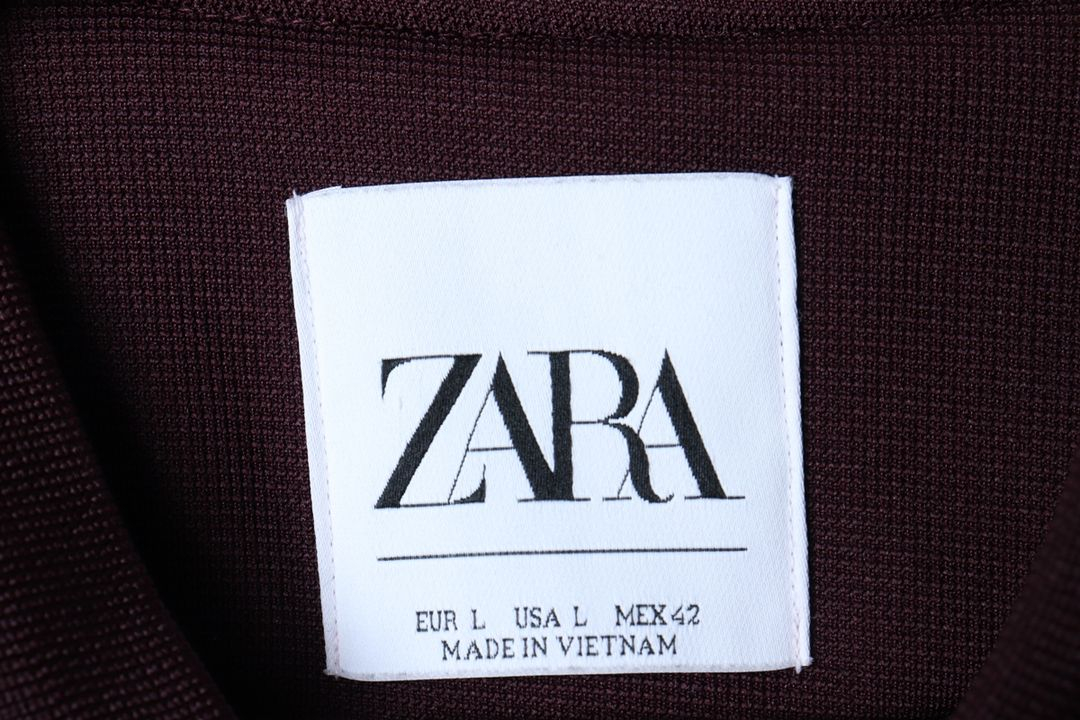 ZARA
EUR L USA L MEX 42
MADE IN VIETNAM